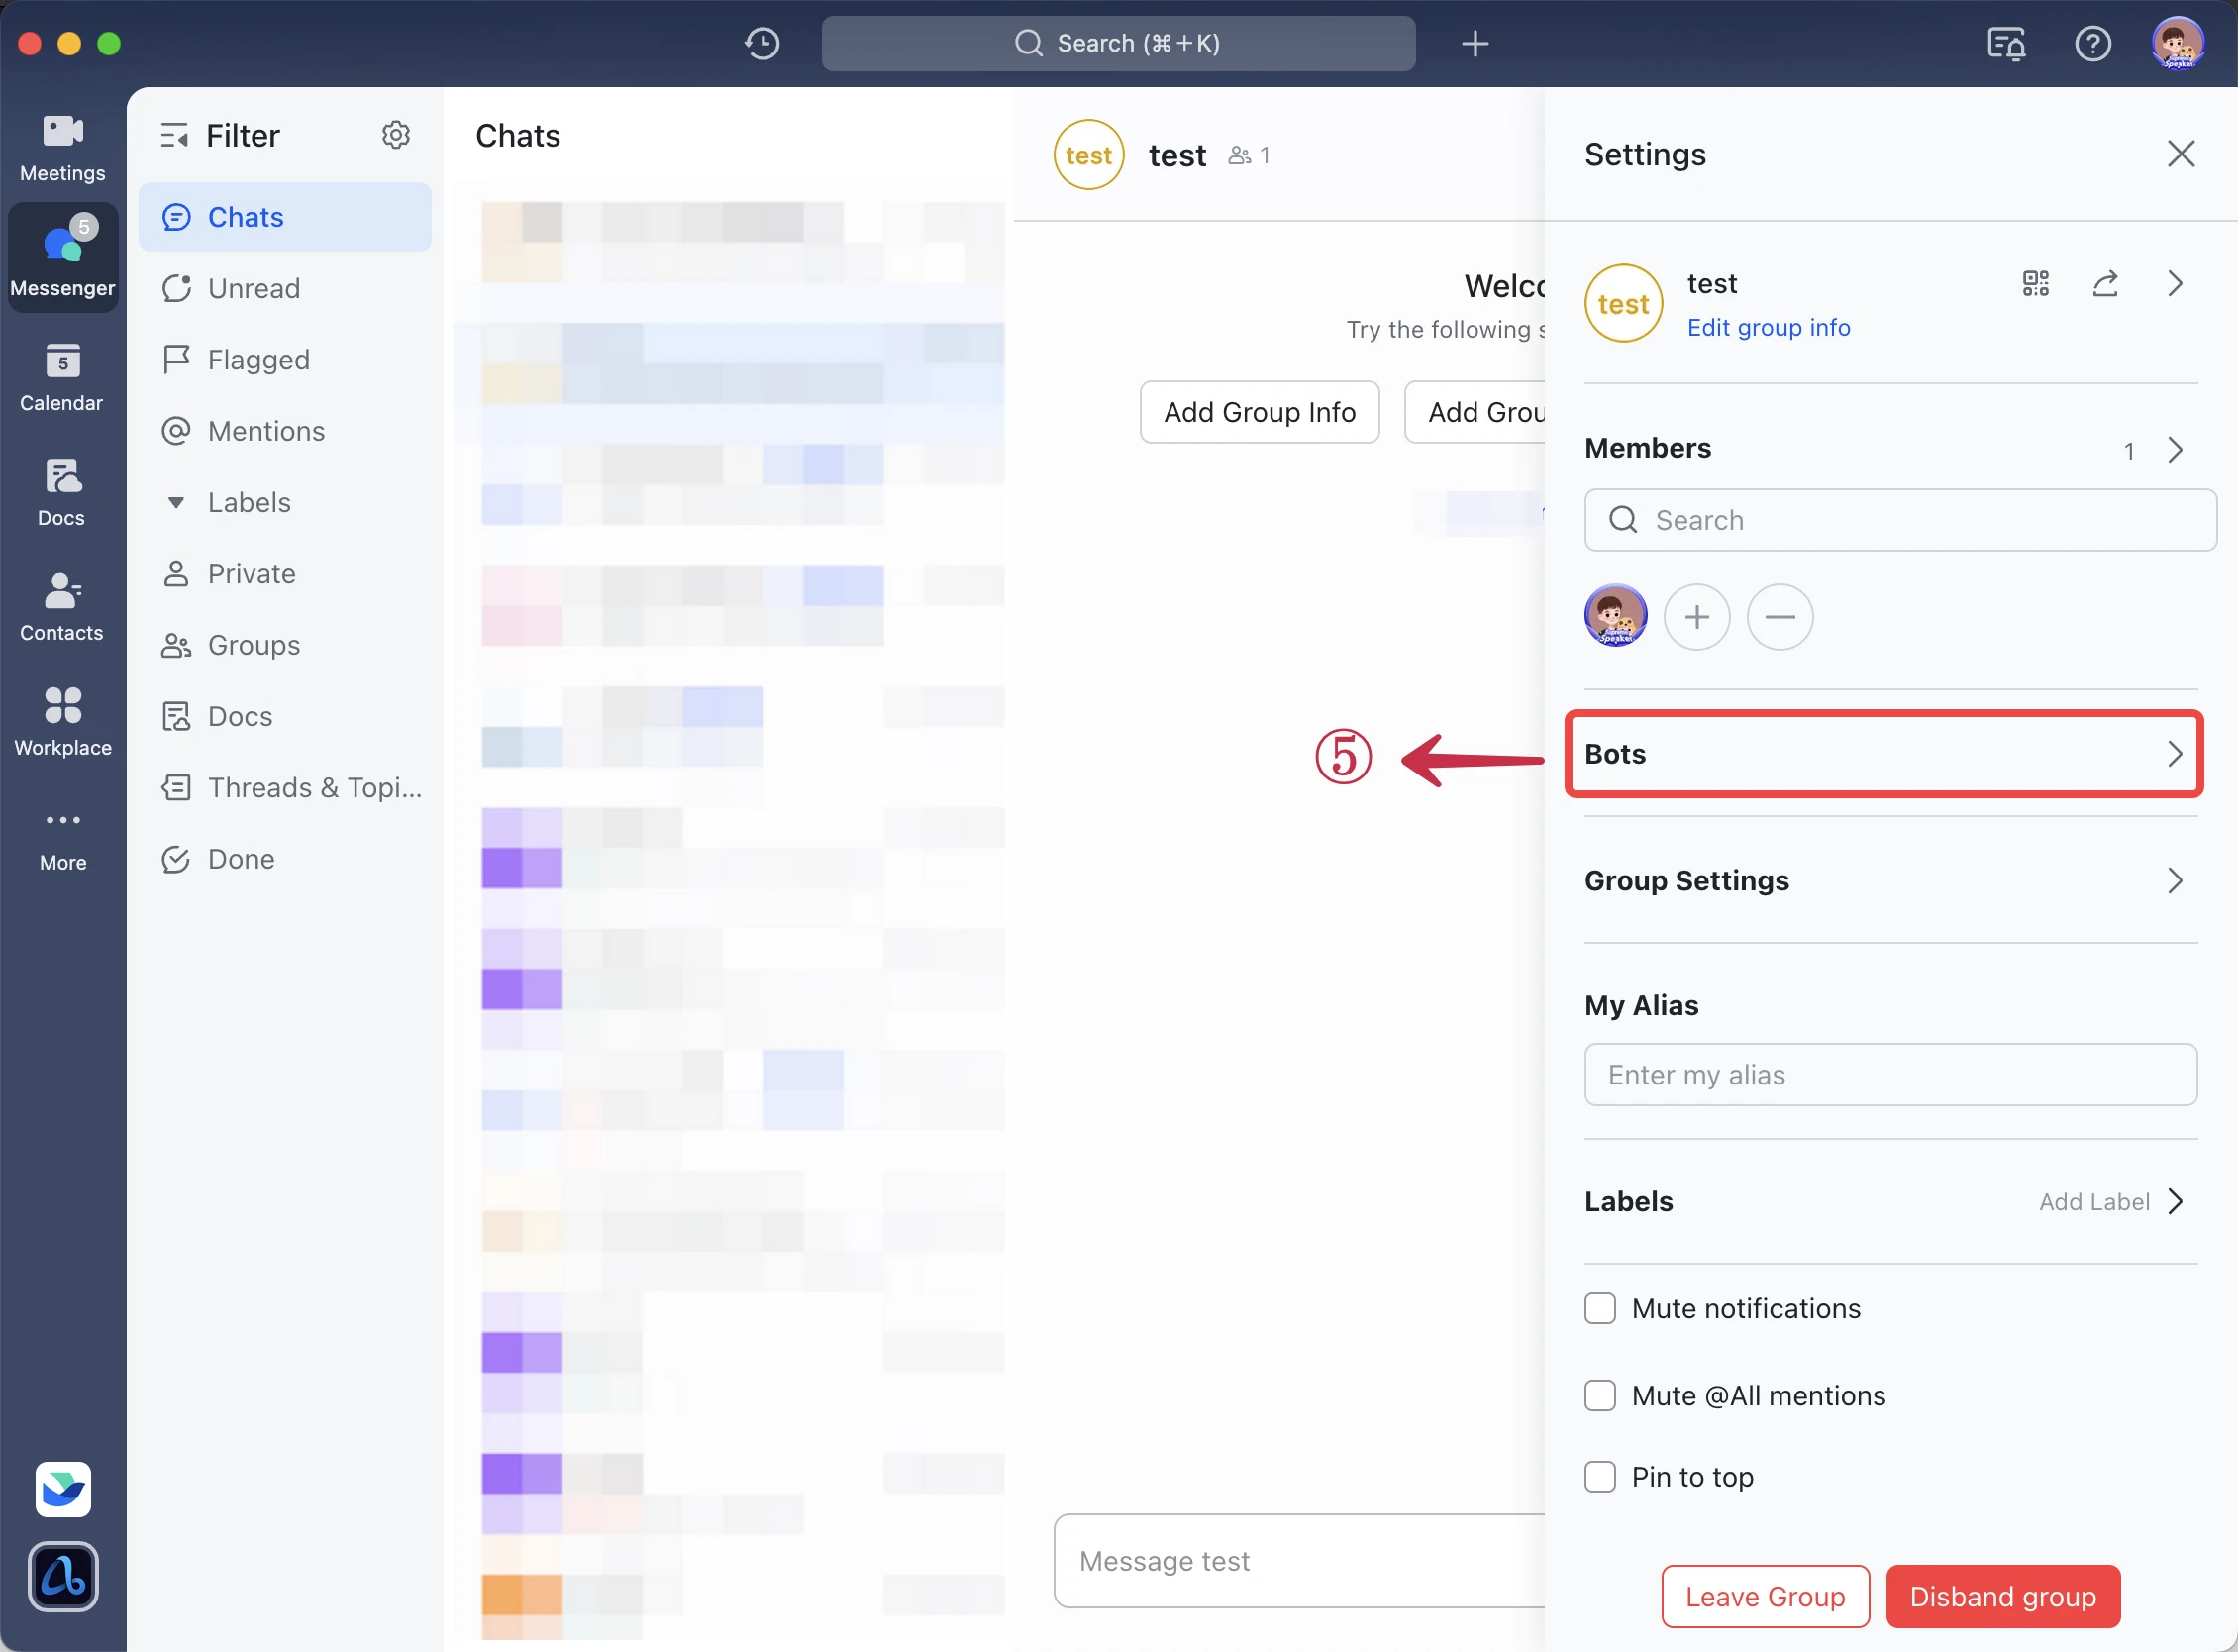 Search (⌘+K)
Meetings
5
Messenger
5
Calendar
Docs
Contacts
Workplace
More
Filter
Chats
Unread
Flagged
Mentions
Labels
Private
Groups
Docs
Threads & Topi...
Done
Chats
test
test
1
Welco
Try the following s
Add Group Info
Add Grou
⑤
Message test
Settings
test
test
Edit group info
Members
1
Search
Bots
Group Settings
My Alias
Enter my alias
Labels
Add Label
Mute notifications
Mute @All mentions
Pin to top
Leave Group
Disband group